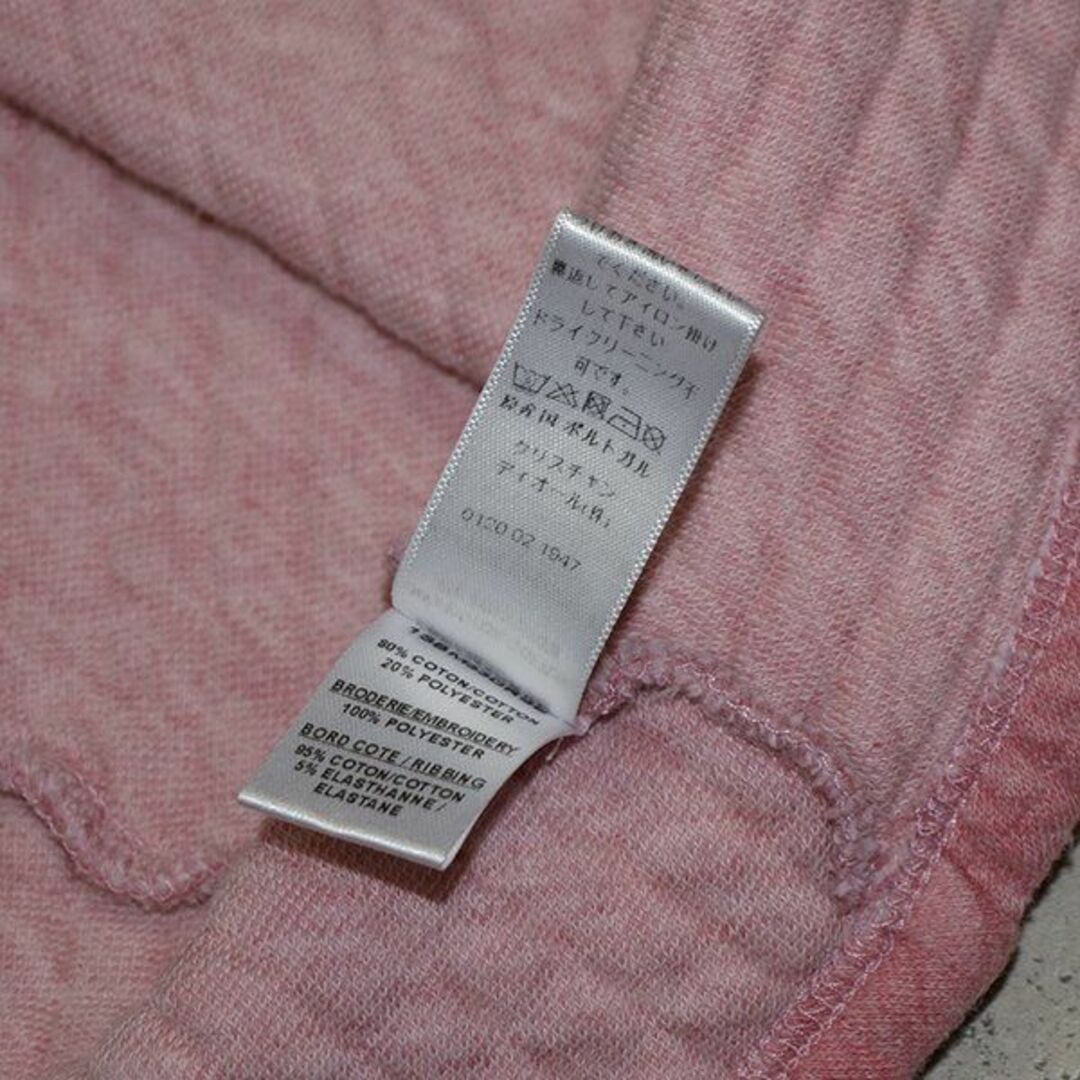 てください。
裏返してアイロン掛け
して下さい
ドライクリーニング不
可です。
原産国 ポルトガル
クリスチャン
ディオール(株)
0120 02 1947
80% COTON/COTTON
20% POLYESTER
BRODERIE/EMBROIDERY
100% POLYESTER
BORD COTE / RIBBING
95% COTON/COTTON
5% ELASTHANNE/
ELASTANE